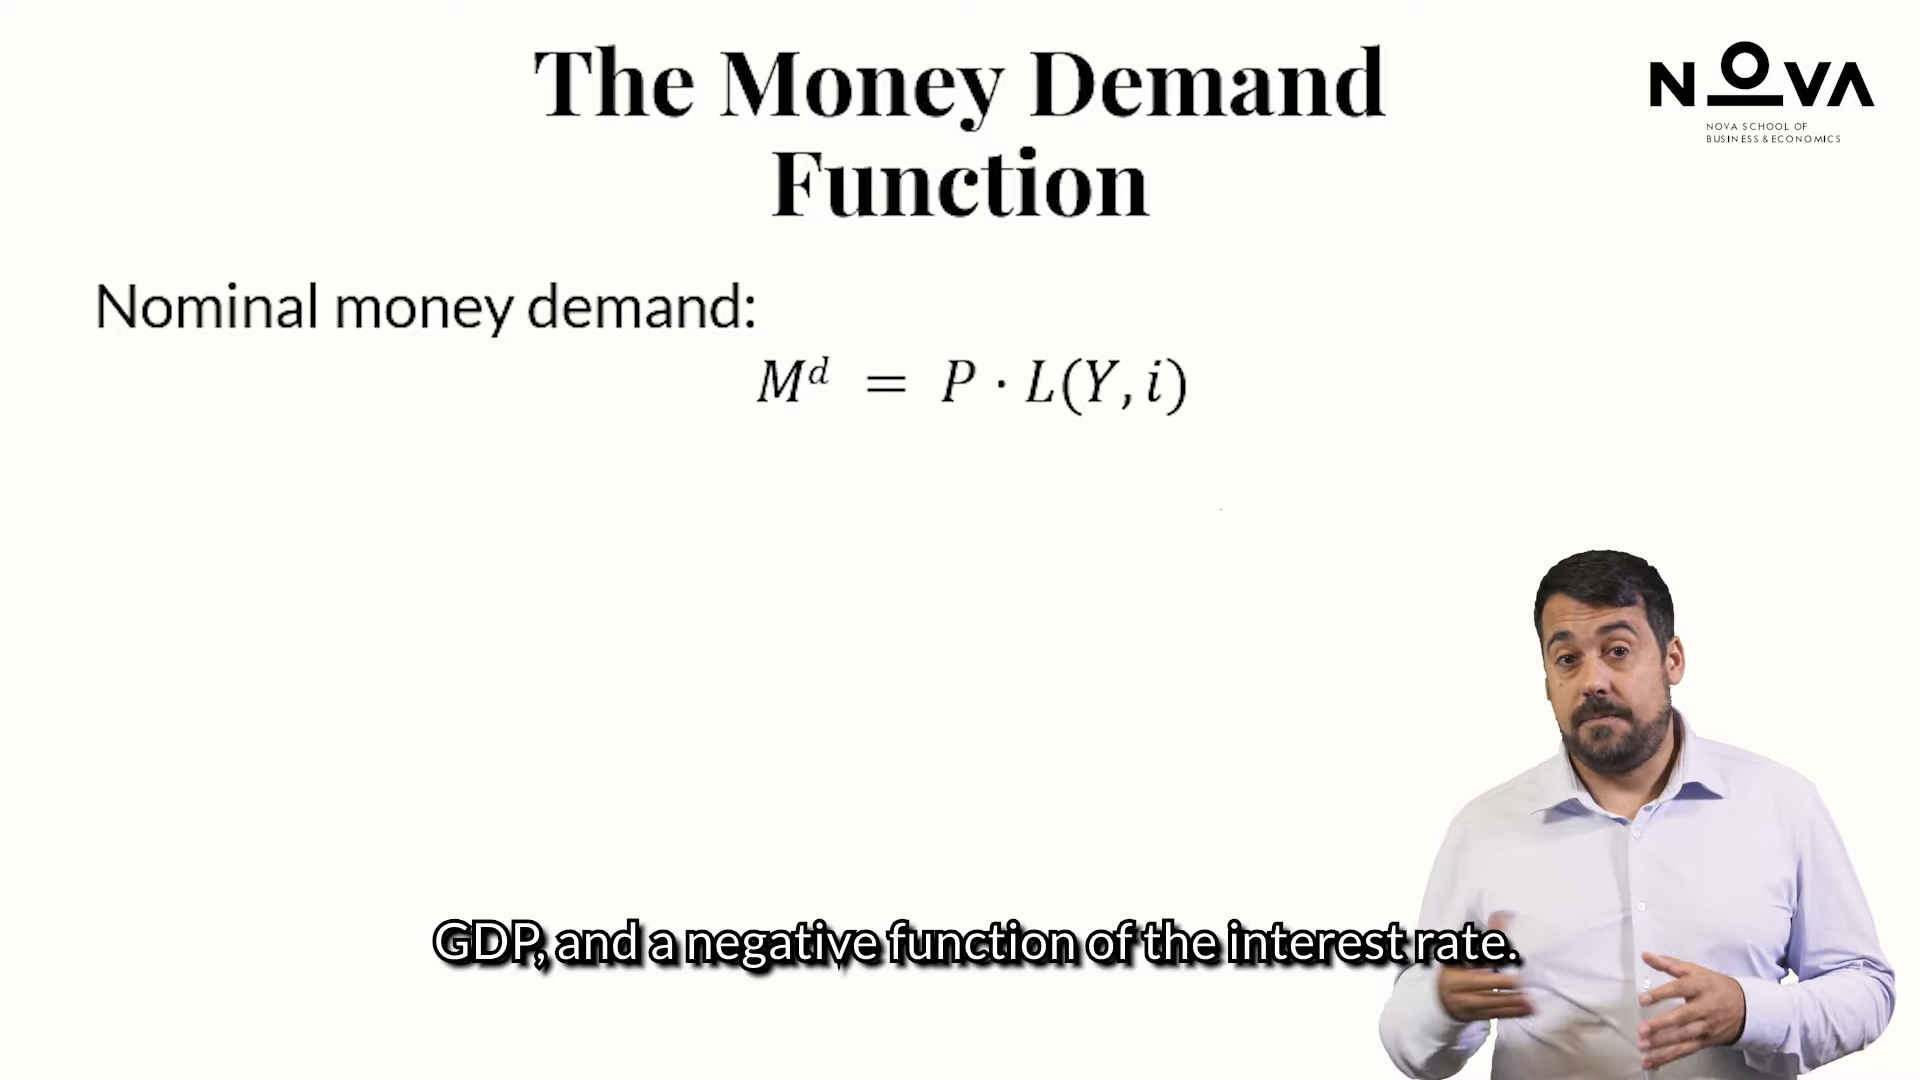 The Money Demand
Function
NOVA
NOVA SCHOOL OF
BUSINESS & ECONOMICS
Nominal money demand:
Mᵈ = P · L(Y, i)
GDP, and a negative function of the interest rate.